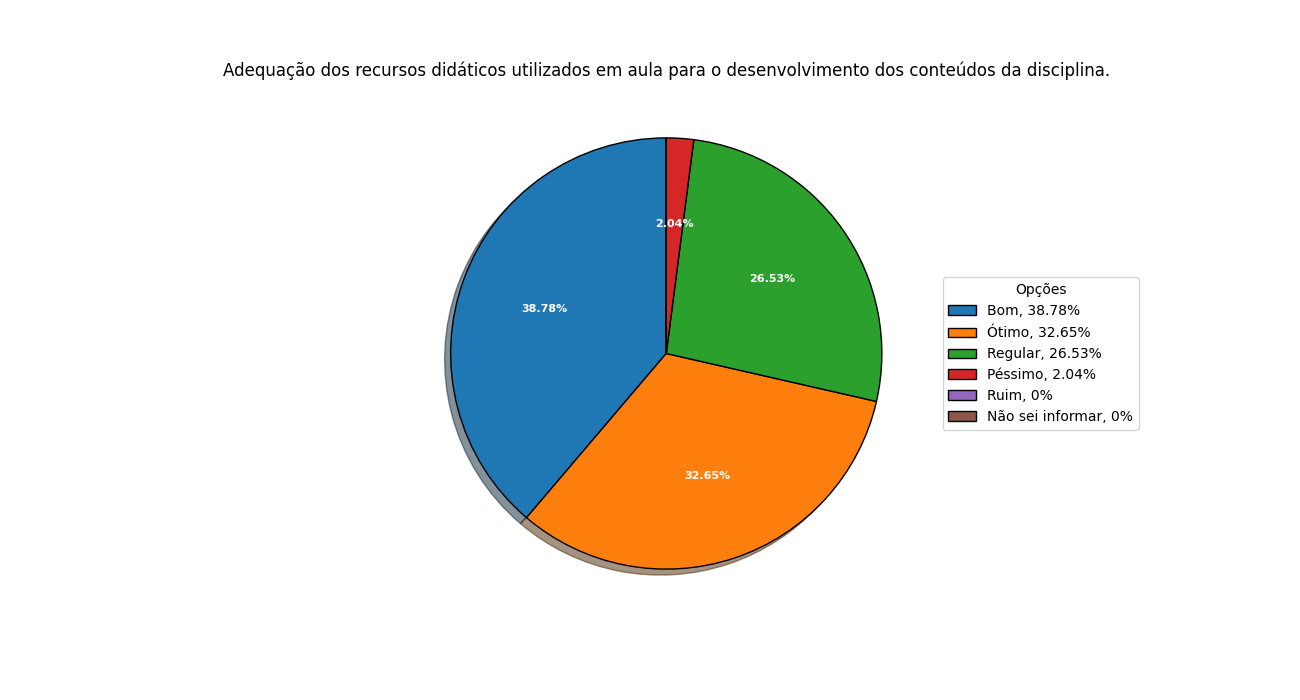 Adequação dos recursos didáticos utilizados em aula para o desenvolvimento dos conteúdos da disciplina.
2.04%
26.53%
38.78%
32.65%
Opções
Bom, 38.78%
Ótimo, 32.65%
Regular, 26.53%
Péssimo, 2.04%
Ruim, 0%
Não sei informar, 0%